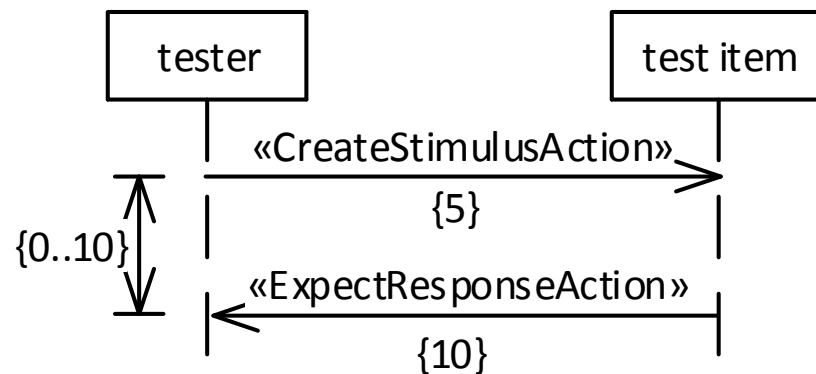 tester
test item
«CreateStimulusAction»
{5}
{0..10}
«ExpectResponseAction»
{10}